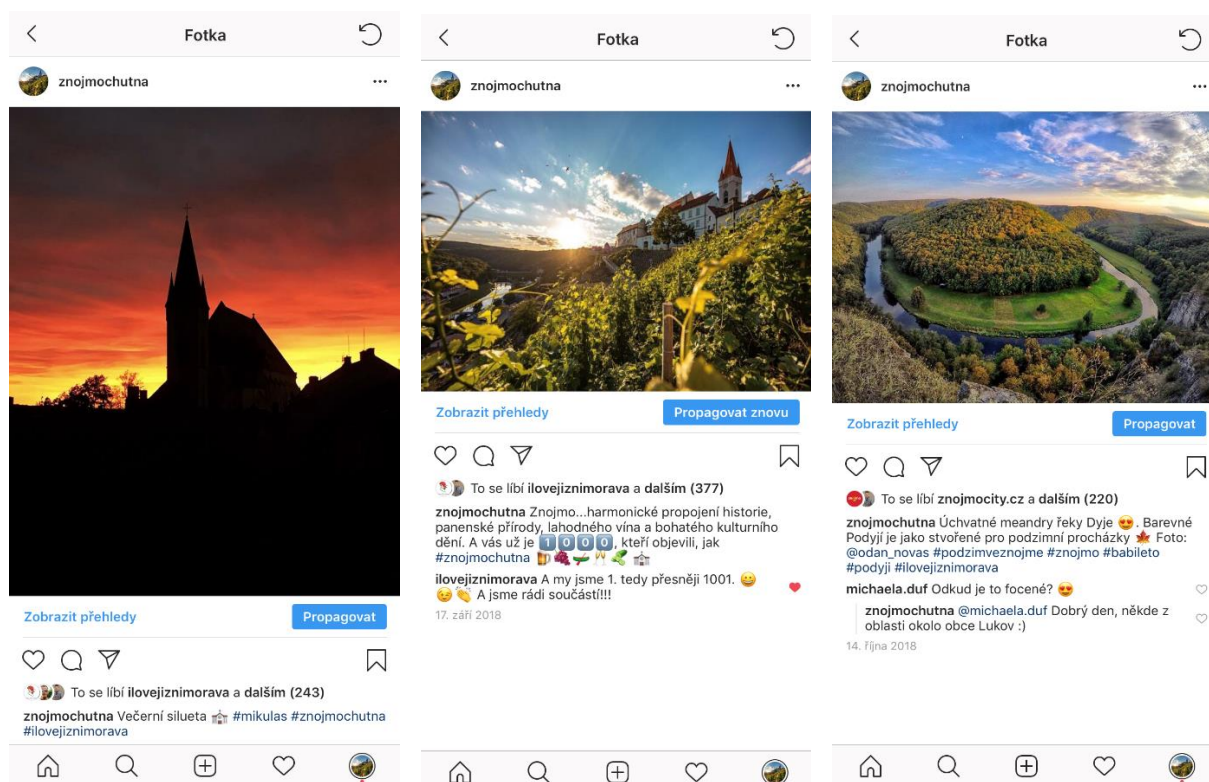 Fotka
znojmochutna
Zobrazit přehledy
Propagovat
To se líbí ilovejiznimorava a dalším (243)
znojmochutna Večerní silueta #mikulas #znojmochutna
#ilovejiznimorava
Fotka
znojmochutna
Zobrazit přehledy
Propagovat znovu
To se líbí ilovejiznimorava a dalším (377)
znojmochutna Znojmo...harmonické propojení historie,
panenské přírody, lahodného vína a bohatého kulturního
dění. A vás už je 1 0 0 0, kteří objevili, jak
#znojmochutna
ilovejiznimorava A my jsme 1. tedy přesněji 1001.
A jsme rádi součástí!!!
17. září 2018
Fotka
znojmochutna
Zobrazit přehledy
Propagovat
To se líbí znojmocity.cz a dalším (220)
znojmochutna Úchvatné meandry řeky Dyje 😍. Barevné
Podyjí je jako stvořené pro podzimní procházky 🍁 Foto:
@odan_novas #podzimveznojme #znojmo #babileto
#podyji #ilovejiznimorava
michaela.duf Odkud je to focené? 😍
znojmochutna @michaela.duf Dobrý den, někde z
oblasti okolo obce Lukov :)
14. října 2018